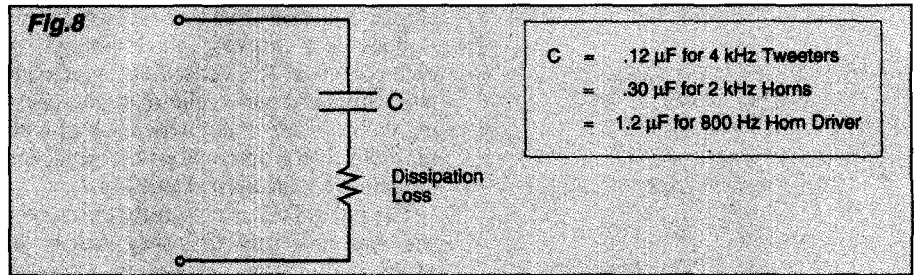 Fig.8
C = .12 µF for 4 kHz Tweeters
= .30 µF for 2 kHz Horns
= 1.2 µF for 800 Hz Horn Driver
C
Dissipation
Loss